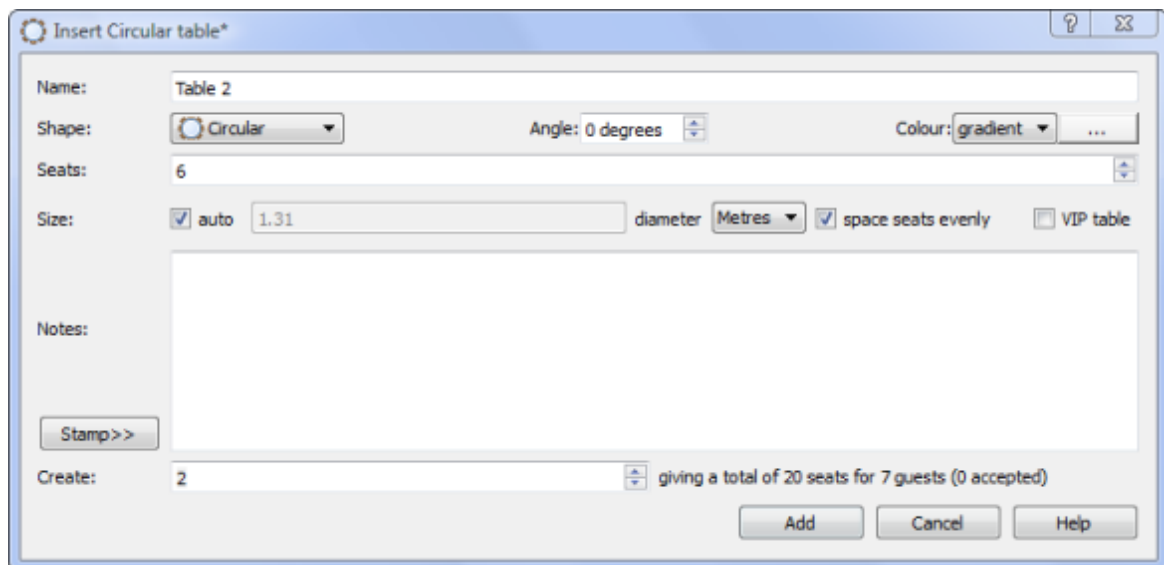 Insert Circular table*
Name: Table 2
Shape: Circular Angle: 0 degrees Colour: gradient ...
Seats: 6
Size: auto 1.31 diameter Metres space seats evenly VIP table
Notes:
Stamp>>
Create: 2 giving a total of 20 seats for 7 guests (0 accepted)
Add Cancel Help